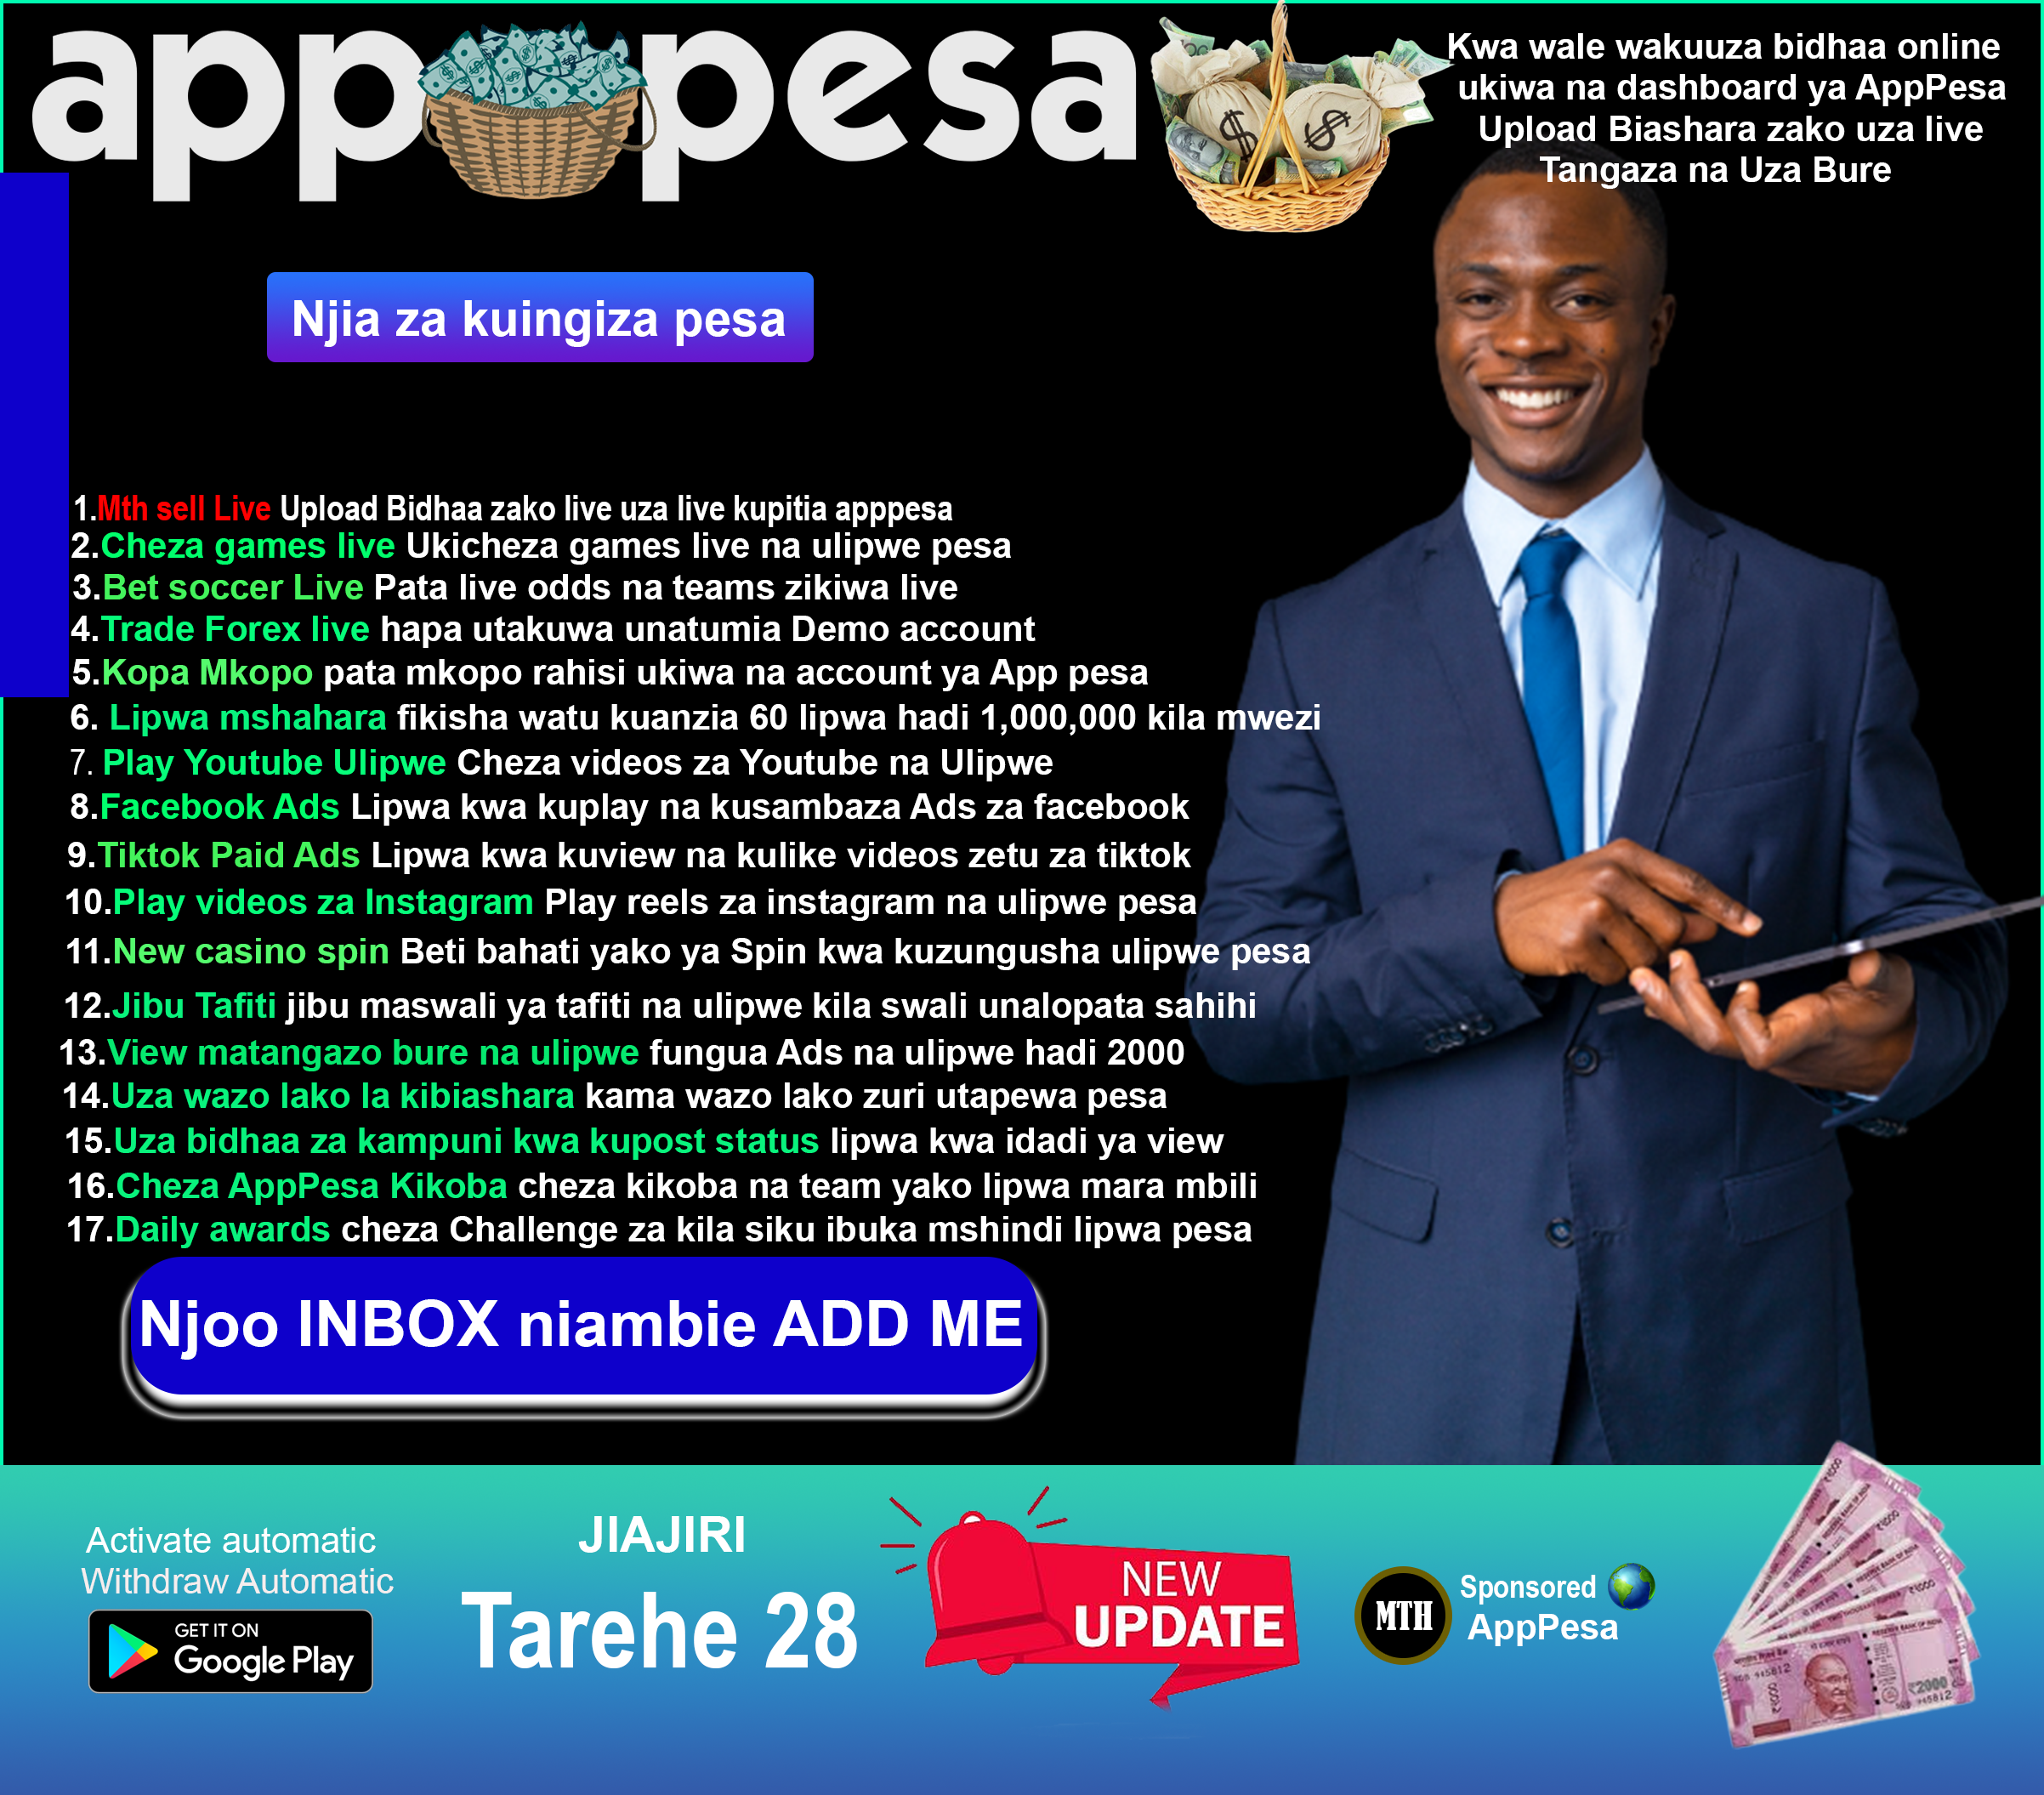 app pesa
Kwa wale wakuuza bidhaa online
ukiwa na dashboard ya AppPesa
Upload Biashara zako uza live
Tangaza na Uza Bure
Njia za kuingiza pesa
1.Mth sell Live Upload Bidhaa zako live uza live kupitia apppesa
2.Cheza games live Ukicheza games live na ulipwe pesa
3.Bet soccer Live Pata live odds na teams zikiwa live
4.Trade Forex live hapa utakuwa unatumia Demo account
5.Kopa Mkopo pata mkopo rahisi ukiwa na account ya App pesa
6. Lipwa mshahara fikisha watu kuanzia 60 lipwa hadi 1,000,000 kila mwezi
7. Play Youtube Ulipwe Cheza videos za Youtube na Ulipwe
8.Facebook Ads Lipwa kwa kuplay na kusambaza Ads za facebook
9.Tiktok Paid Ads Lipwa kwa kuview na kulike videos zetu za tiktok
10.Play videos za Instagram Play reels za instagram na ulipwe pesa
11.New casino spin Beti bahati yako ya Spin kwa kuzungusha ulipwe pesa
12.Jibu Tafiti jibu maswali ya tafiti na ulipwe kila swali unalopata sahihi
13.View matangazo bure na ulipwe fungua Ads na ulipwe hadi 2000
14.Uza wazo lako la kibiashara kama wazo lako zuri utapewa pesa
15.Uza bidhaa za kampuni kwa kupost status lipwa kwa idadi ya view
16.Cheza AppPesa Kikoba cheza kikoba na team yako lipwa mara mbili
17.Daily awards cheza Challenge za kila siku ibuka mshindi lipwa pesa
Njoo INBOX niambie ADD ME
Activate automatic
Withdraw Automatic
GET IT ON
Google Play
JIAJIRI
Tarehe 28
NEW
UPDATE
MTH
Sponsored
AppPesa
₹2000